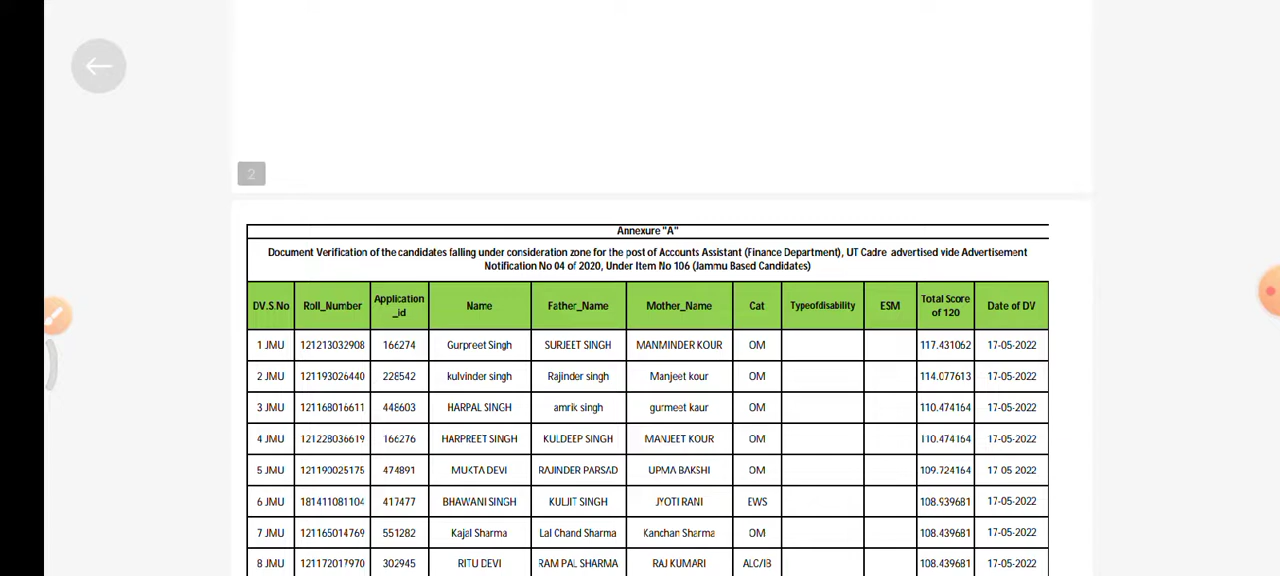 2
Annexure "A"
Document Verification of the candidates falling under consideration zone for the post of Accounts Assistant (Finance Department), UT Cadre advertised vide Advertisement
Notification No 04 of 2020, Under Item No 106 (Jammu Based Candidates)
DV.S.No Roll_Number Application_id Name Father_Name Mother_Name Cat Typeofdisability ESM Total Score of 120 Date of DV
1 JMU 121213032908 166274 Gurpreet Singh SURJEET SINGH MANMINDER KOUR OM 117.431062 17-05-2022
2 JMU 121193026440 228542 kulvinder singh Rajinder singh Manjeet kour OM 114.077613 17-05-2022
3 JMU 121168016611 448603 HARPAL SINGH amrik singh gurmeet kaur OM 110.474164 17-05-2022
4 JMU 121228036619 166276 HARPREET SINGH KULDEEP SINGH MANJEET KOUR OM 110.474164 17-05-2022
5 JMU 121190025175 474891 MUKTA DEVI RAJINDER PARSAD UPMA BAKSHI OM 109.724164 17-05-2022
6 JMU 181411081104 417477 BHAWANI SINGH KULJIT SINGH JYOTI RANI EWS 108.939681 17-05-2022
7 JMU 121165014769 551282 Kajal Sharma Lal Chand Sharma Kanchan Sharma OM 108.439681 17-05-2022
8 JMU 121172017970 302945 RITU DEVI RAM PAL SHARMA RAJ KUMARI ALC/IB 108.439681 17-05-2022